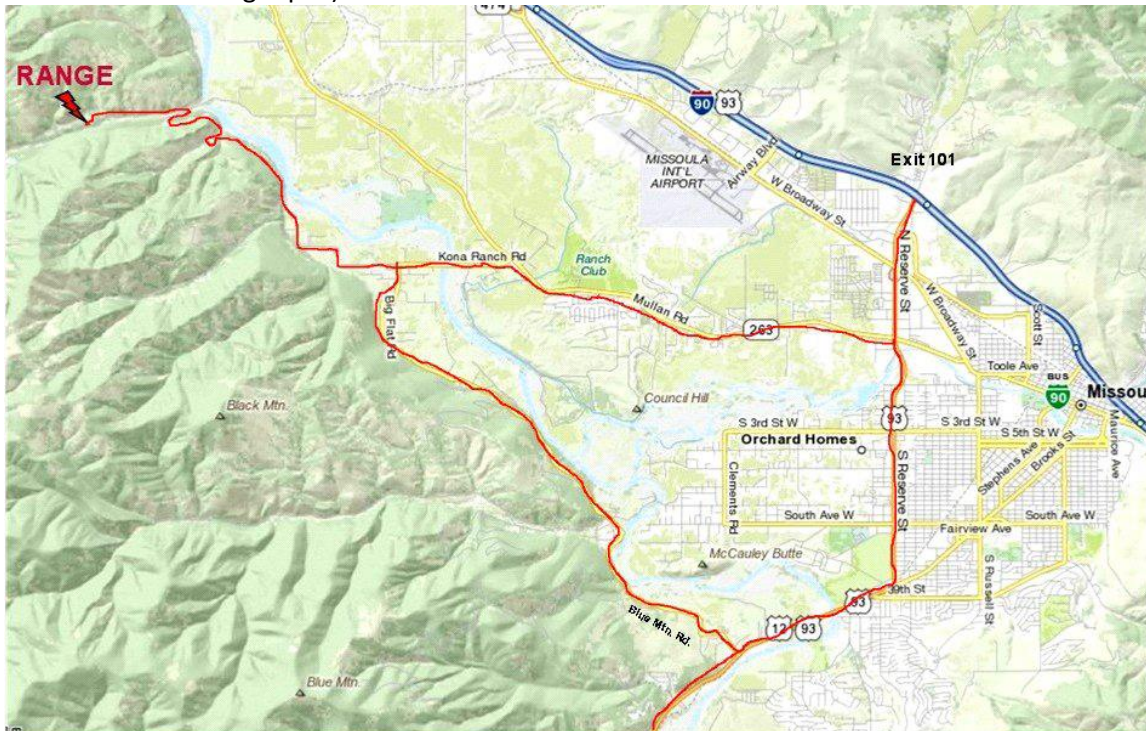 474
RANGE
90
93
MISSOULA
INT'L
AIRPORT
Airway Blvd
Exit 101
W Broadway St
N Reserve St
Kona Ranch Rd
Ranch
Club
Mullan Rd
263
W Broadway St
Scott St
Big Flat Rd
Toole Ave
BUS
90
Missou
Black Mtn.
Council Hill
93
S 3rd St W
S 3rd St W
S 5th St W
Maurice Ave
Orchard Homes
Stephens Ave
Brooks St
Clements Rd
S Reserve St
South Ave W
South Ave W
Fairview Ave
McCauley Butte
S Russell St
39th St
93
Blue Mtn. Rd.
12
93
Blue Mtn.